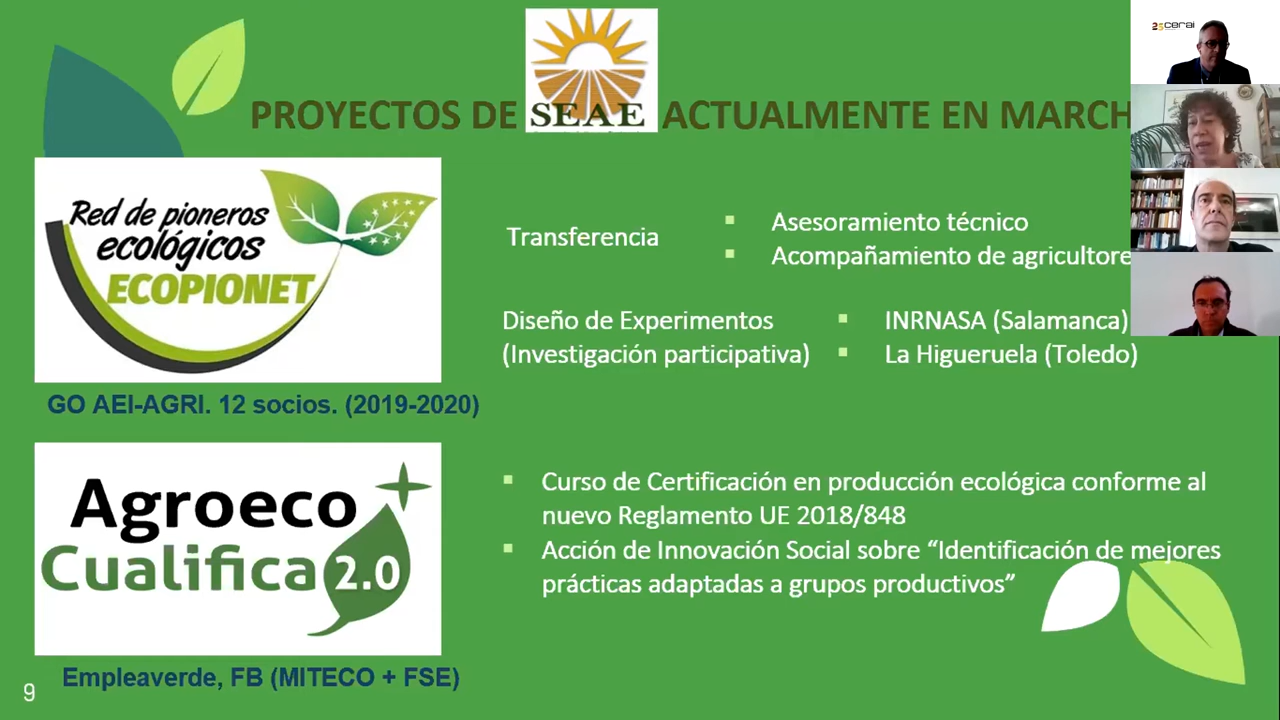 PROYECTOS DE SEAE ACTUALMENTE EN MARCH
25 cerai
Red de pioneros
ecológicos
ECOPIONET
Transferencia
▪ Asesoramiento técnico
▪ Acompañamiento de agricultore
Diseño de Experimentos
(Investigación participativa)
▪ INRNASA (Salamanca)
▪ La Higueruela (Toledo)
GO AEI-AGRI. 12 socios. (2019-2020)
Agroeco
Cualifica 2.0
▪ Curso de Certificación en producción ecológica conforme al
nuevo Reglamento UE 2018/848
▪ Acción de Innovación Social sobre “Identificación de mejores
prácticas adaptadas a grupos productivos”
Empleaverde, FB (MITECO + FSE)
9